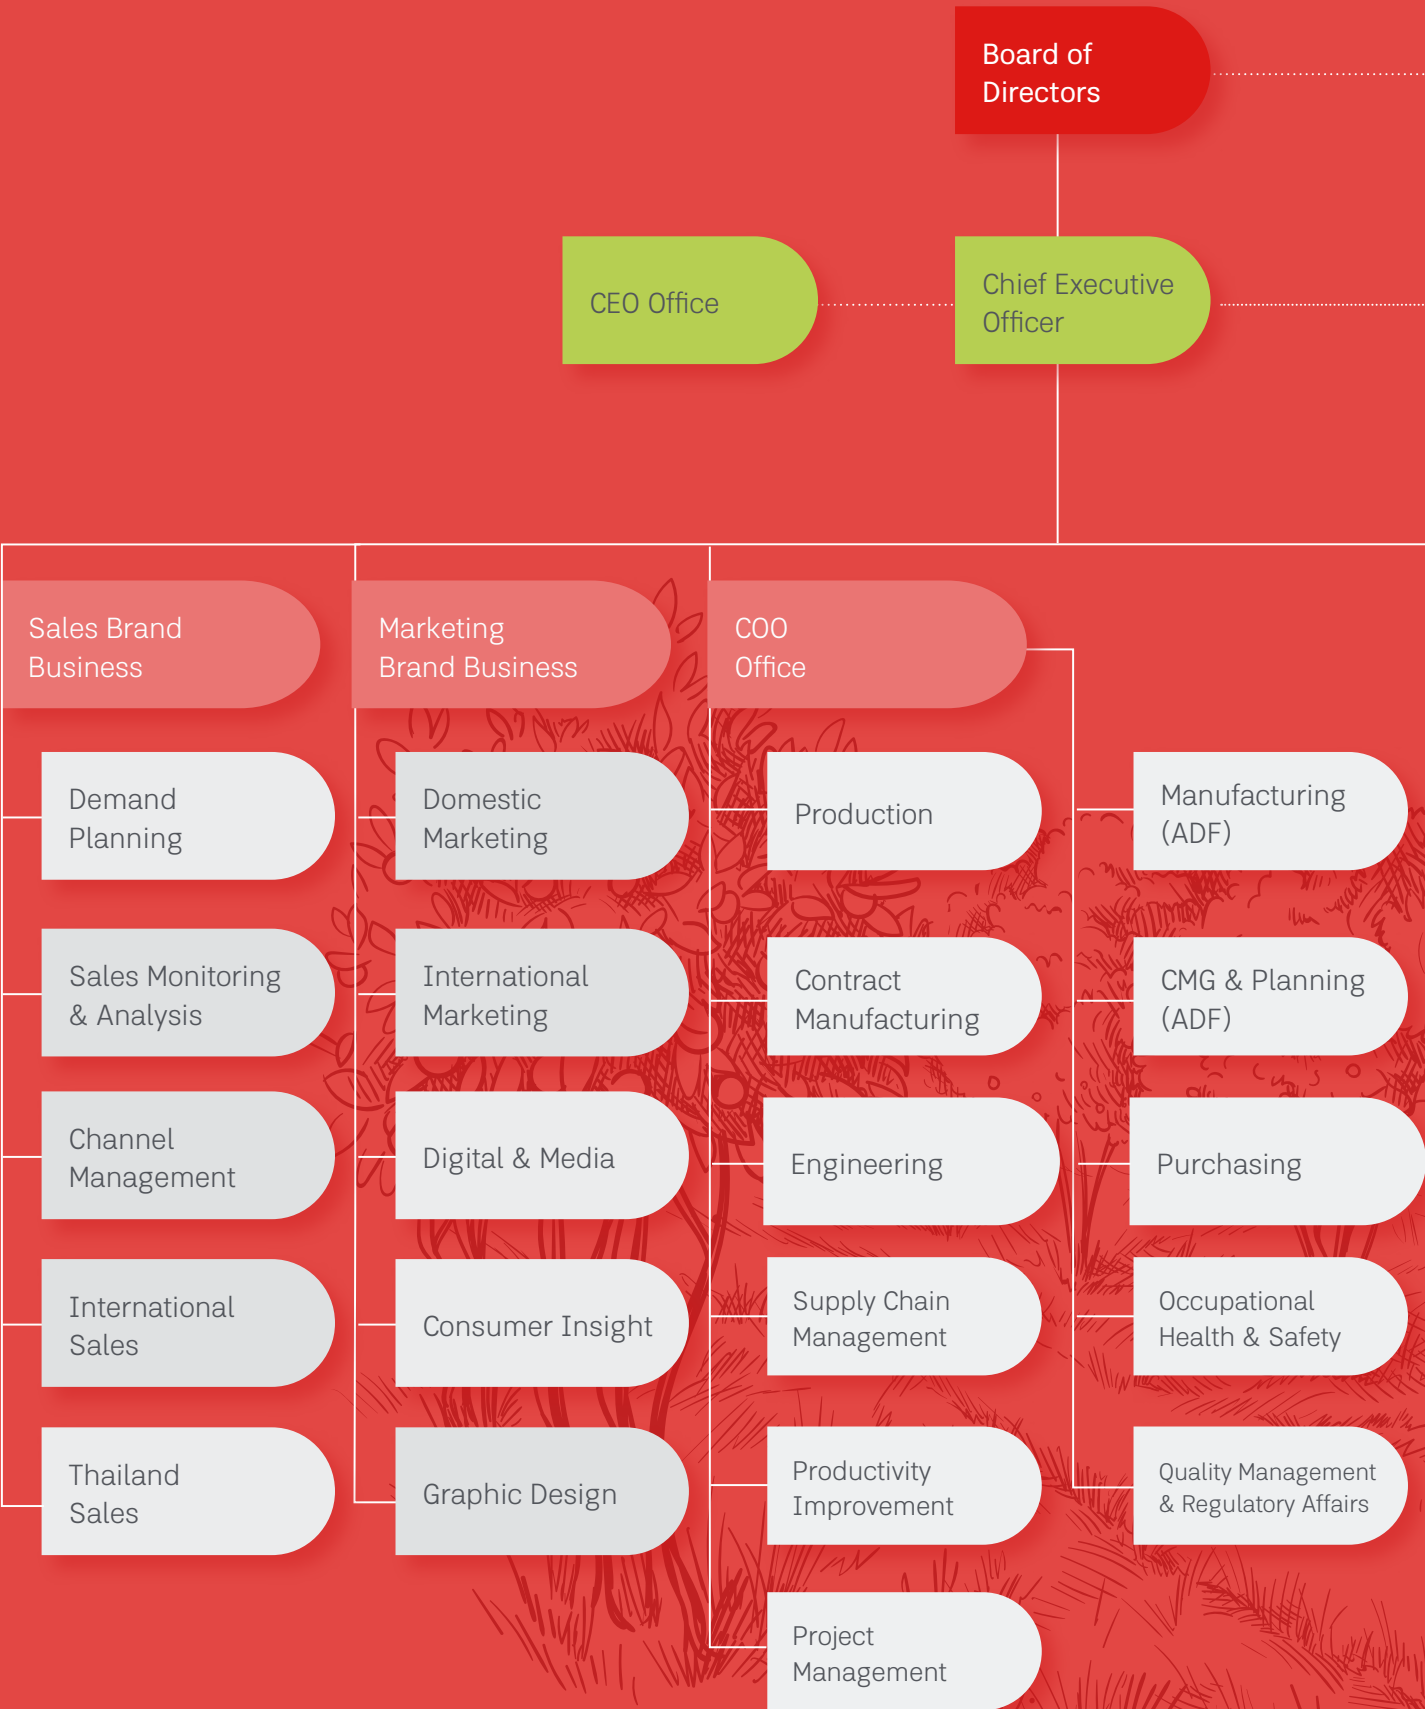 Board of
Directors
CEO Office
Chief Executive
Officer
Sales Brand
Business
Marketing
Brand Business
COO
Office
Demand
Planning
Sales Monitoring
& Analysis
Channel
Management
International
Sales
Thailand
Sales
Domestic
Marketing
International
Marketing
Digital & Media
Consumer Insight
Graphic Design
Production
Contract
Manufacturing
Engineering
Supply Chain
Management
Productivity
Improvement
Project
Management
Manufacturing
(ADF)
CMG & Planning
(ADF)
Purchasing
Occupational
Health & Safety
Quality Management
& Regulatory Affairs